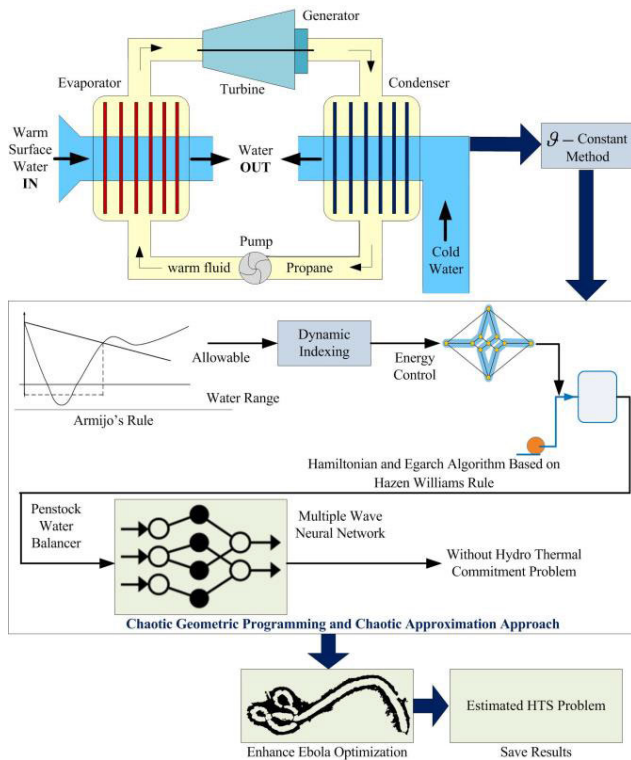 Generator
Evaporator
Turbine
Condenser
Warm
Surface
Water
IN
Water
OUT
𝜗 – Constant
Method
Pump
warm fluid
Propane
Cold
Water
Allowable
Dynamic
Indexing
Energy
Control
Water Range
Armijo's Rule
Hamiltonian and Egarch Algorithm Based on
Hazen Williams Rule
Penstock
Water
Balancer
Multiple Wave
Neural Network
Without Hydro Thermal
Commitment Problem
Chaotic Geometric Programming and Chaotic Approximation Approach
Estimated HTS Problem
Enhance Ebola Optimization
Save Results